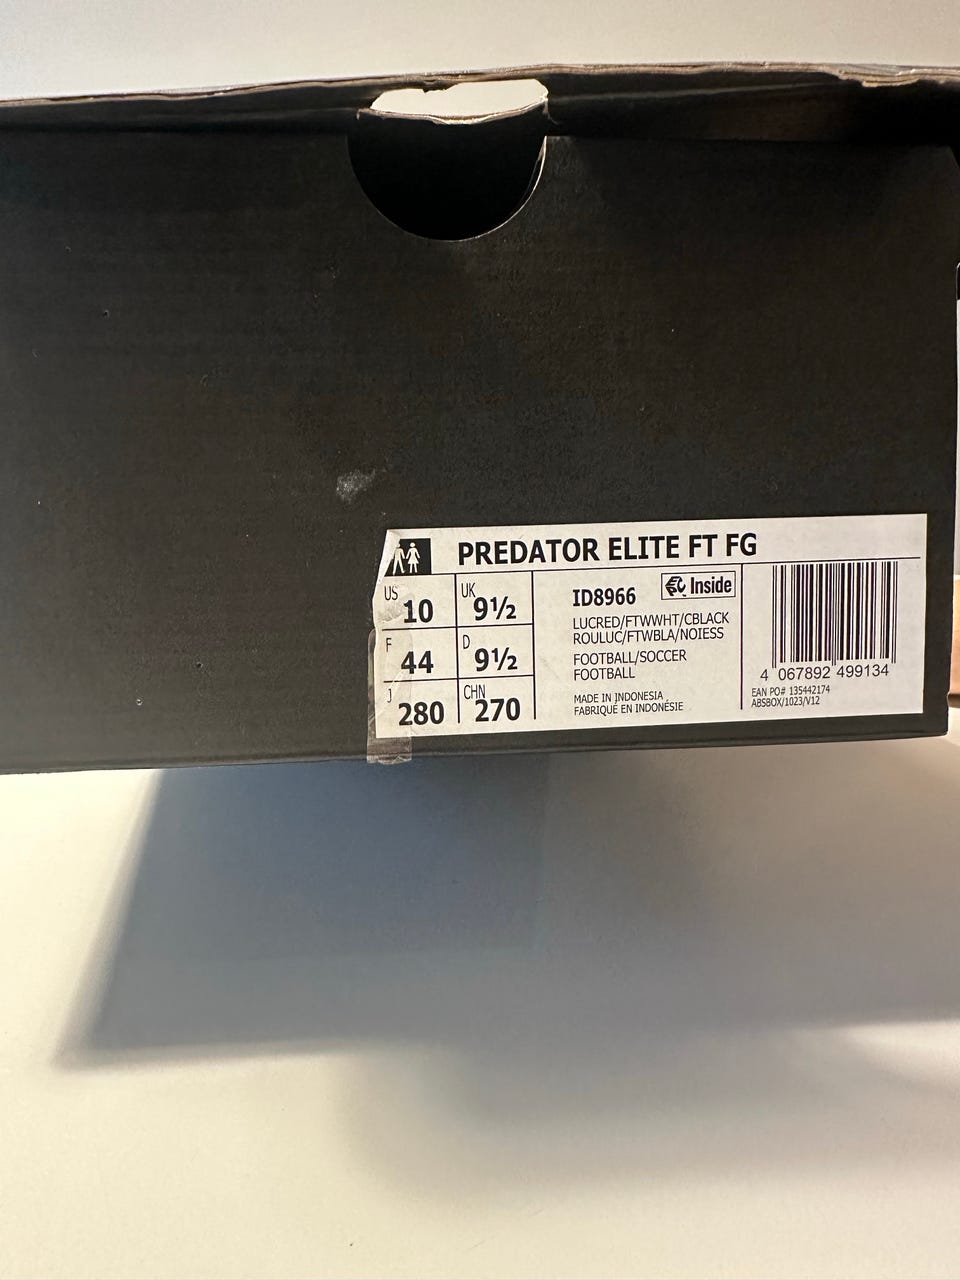 PREDATOR ELITE FT FG
US 10
UK 9½
F 44
D 9½
J 280
CHN 270
ID8966
Inside
LUCRED/FTWWHT/CBLACK
ROULUC/FTWBLA/NOIESS
FOOTBALL/SOCCER
FOOTBALL
MADE IN INDONESIA
FABRIQUÉ EN INDONÉSIE
4 067892 499134
EAN PO# 135442174
ABSBOX/1023/V12